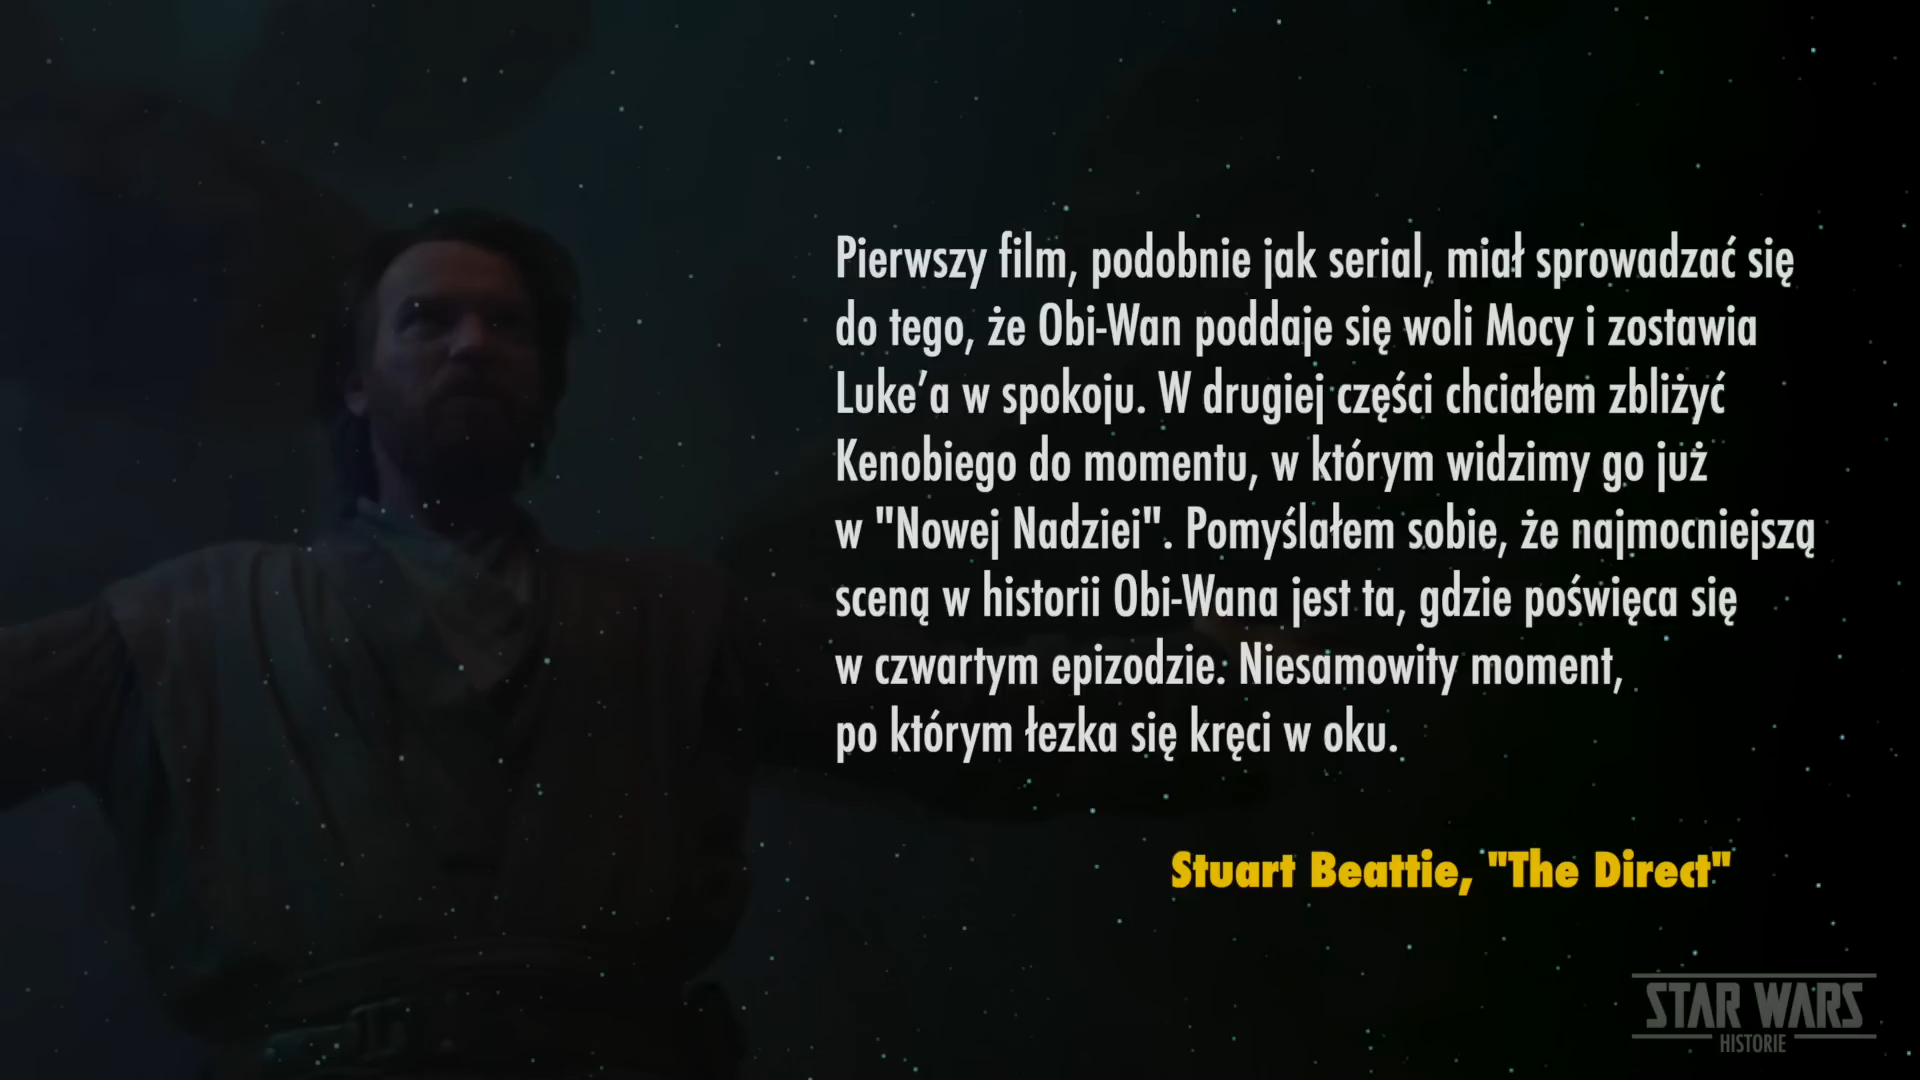 Pierwszy film, podobnie jak serial, miał sprowadzać się
do tego, że Obi-Wan poddaje się woli Mocy i zostawia
Luke’a w spokoju. W drugiej części chciałem zbliżyć
Kenobiego do momentu, w którym widzimy go już
w "Nowej Nadziei". Pomyślałem sobie, że najmocniejszą
sceną w historii Obi-Wana jest ta, gdzie poświęca się
w czwartym epizodzie. Niesamowity moment,
po którym łezka się kręci w oku.
Stuart Beattie, "The Direct"
STAR WARS
HISTORIE